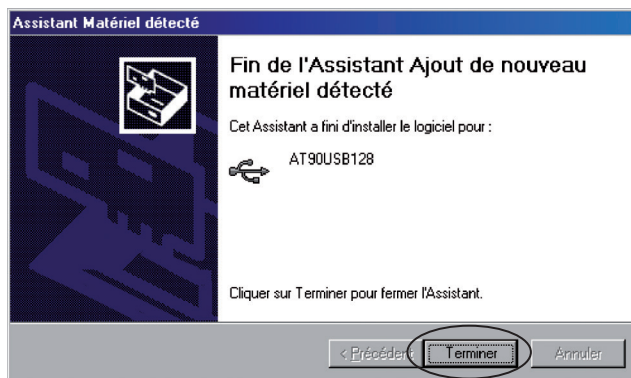 Assistant Matériel détecté
Fin de l'Assistant Ajout de nouveau
matériel détecté
Cet Assistant a fini d'installer le logiciel pour :
AT90USB128
Cliquer sur Terminer pour fermer l'Assistant.
< Précédent Terminer Annuler